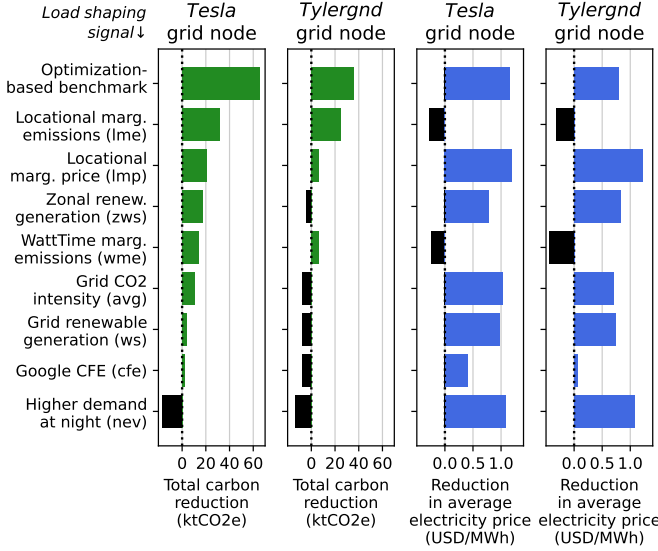 Load shaping
signal↓
Tesla
grid node
Tylergnd
grid node
Tesla
grid node
Tylergnd
grid node
Optimization-
based benchmark
Locational marg.
emissions (lme)
Locational
marg. price (lmp)
Zonal renew.
generation (zws)
WattTime marg.
emissions (wme)
Grid CO2
intensity (avg)
Grid renewable
generation (ws)
Google CFE (cfe)
Higher demand
at night (nev)
0 20 40 60
0 20 40 60
0.0 0.5 1.0
0.0 0.5 1.0
Total carbon
reduction
(ktCO2e)
Total carbon
reduction
(ktCO2e)
Reduction
in average
electricity price
(USD/MWh)
Reduction
in average
electricity price
(USD/MWh)